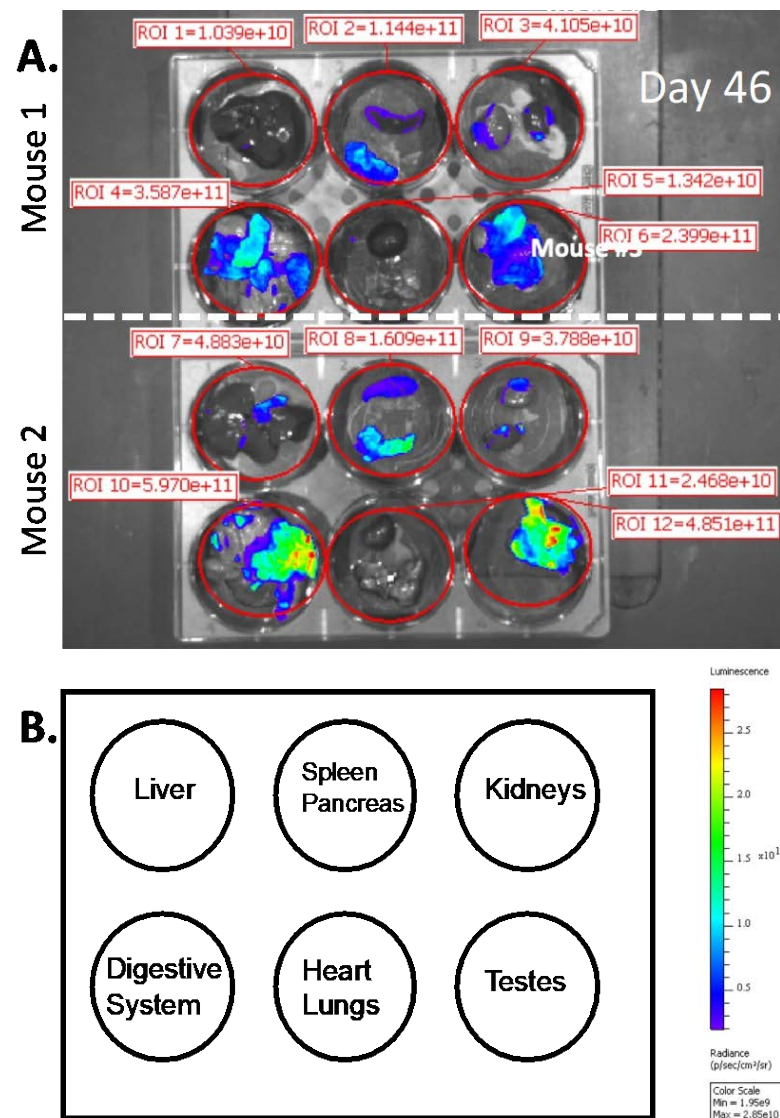 A.
Mouse 1
Mouse 2
Day 46
ROI 1=1.039e+10
ROI 2=1.144e+11
ROI 3=4.105e+10
ROI 4=3.587e+11
ROI 5=1.342e+10
ROI 6=2.399e+11
ROI 7=4.883e+10
ROI 8=1.609e+11
ROI 9=3.788e+10
ROI 10=5.970e+11
ROI 11=2.468e+10
ROI 12=4.851e+11
B.
Liver
Spleen
Pancreas
Kidneys
Digestive
System
Heart
Lungs
Testes
Luminescence
2.5
2.0
1.5
x10
1.0
0.5
Radiance
(p/sec/cm²/sr)
Color Scale
Min = 1.95e9
Max = 2.85e10